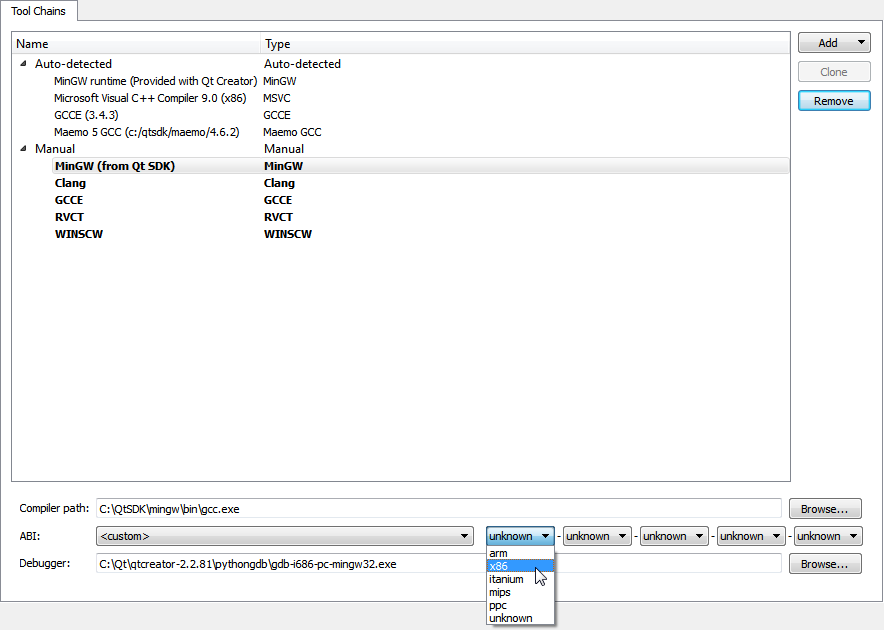 Tool Chains
Name Type
Add
Auto-detected Auto-detected
Clone
MinGW runtime (Provided with Qt Creator) MinGW
Microsoft Visual C++ Compiler 9.0 (x86) MSVC
Remove
GCCE (3.4.3) GCCE
Maemo 5 GCC (c:/qtsdk/maemo/4.6.2) Maemo GCC
Manual Manual
MinGW (from Qt SDK) MinGW
Clang Clang
GCCE GCCE
RVCT RVCT
WINSCW WINSCW
Compiler path: C:\QtSDK\mingw\bin\gcc.exe Browse...
ABI: <custom> unknown - unknown - unknown - unknown - unknown
arm
Debugger: C:\Qt\qtcreator-2.2.81\pythongdb\gdb-i686-pc-mingw32.exe x86 Browse...
itanium
mips
ppc
unknown